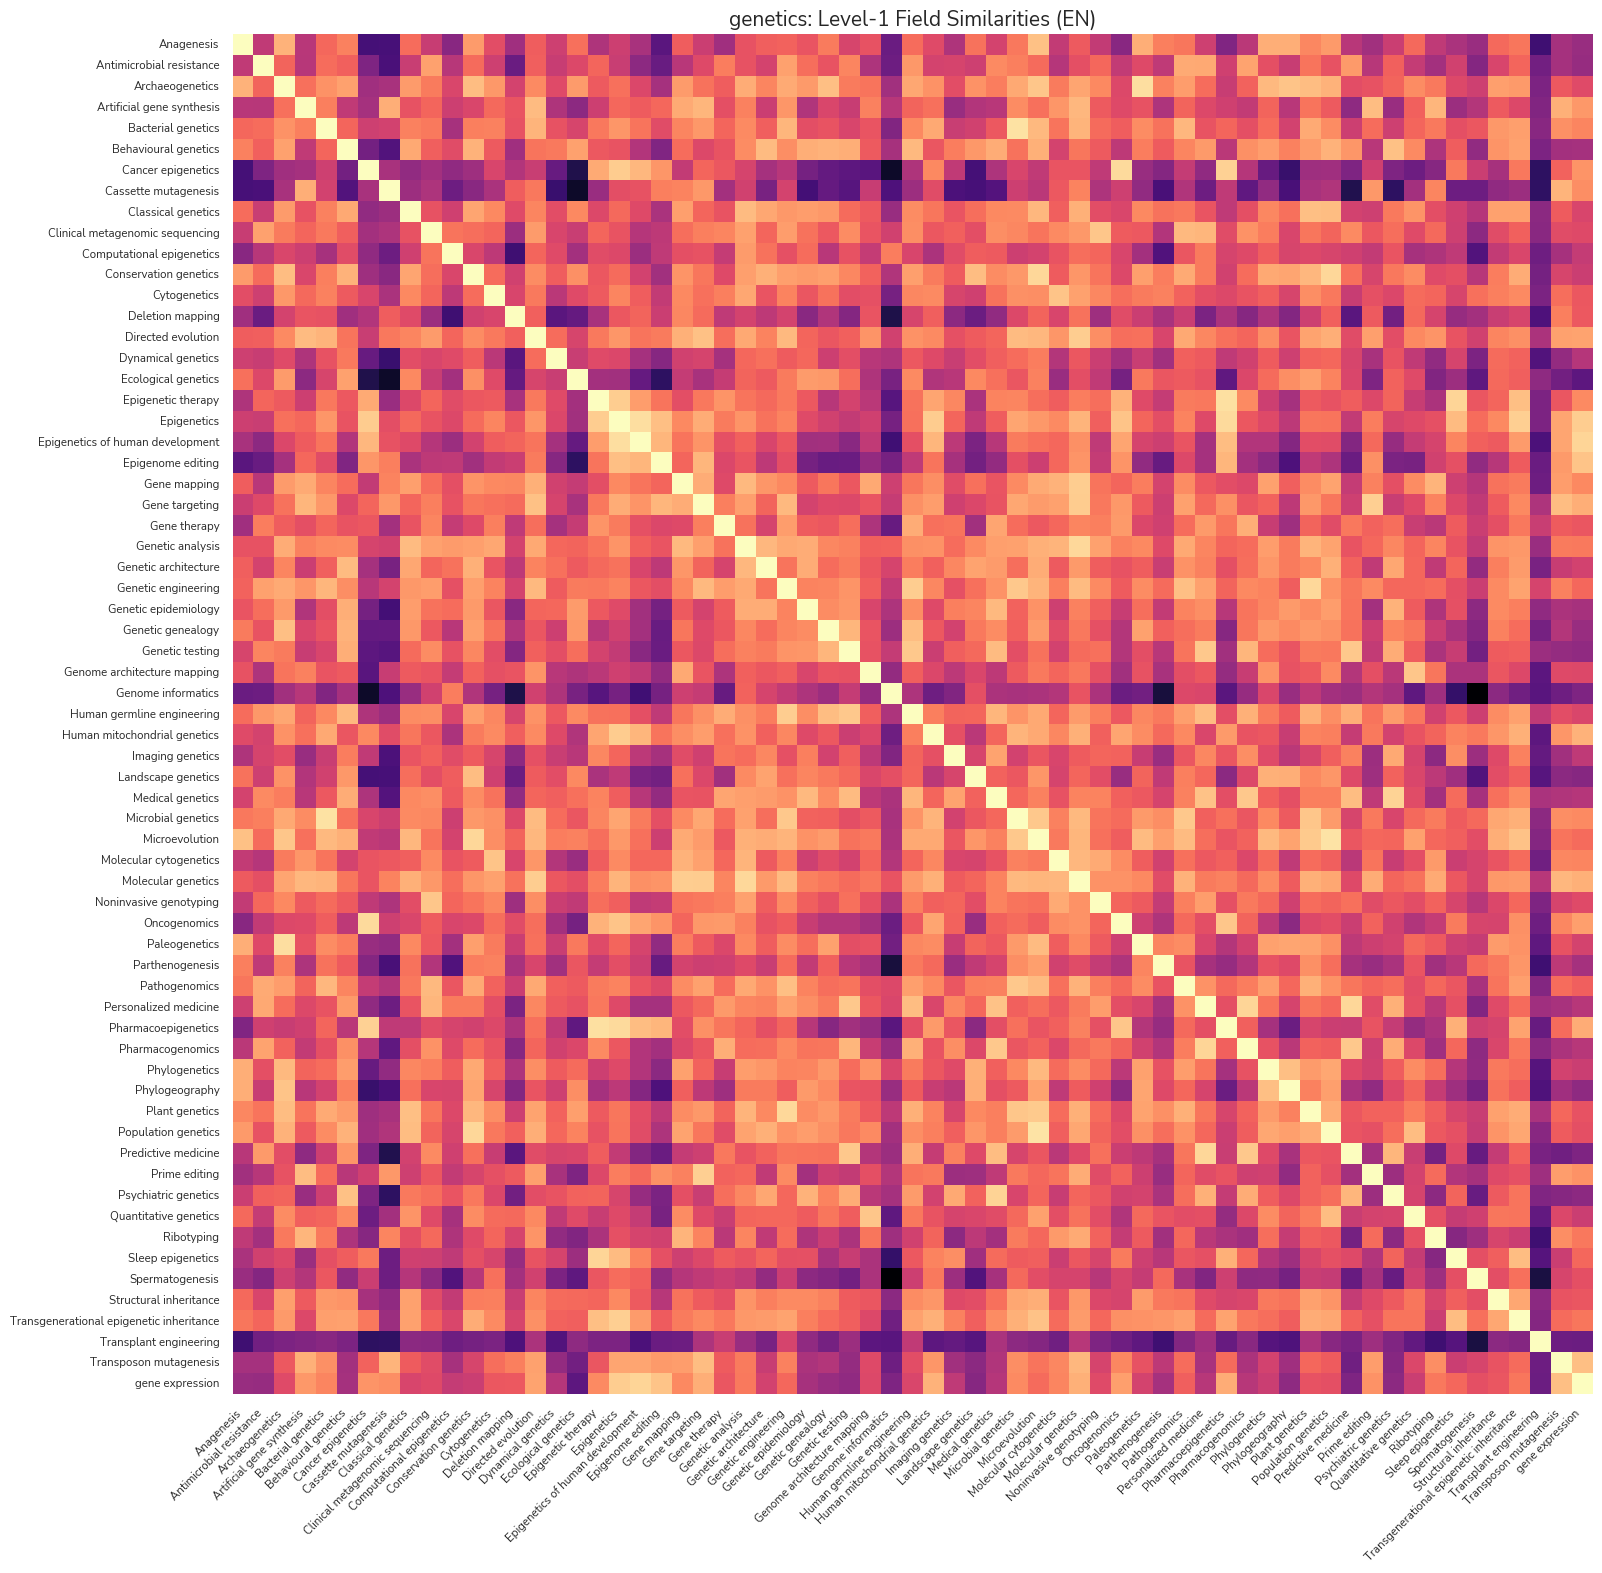 genetics: Level-1 Field Similarities (EN)
Anagenesis
Antimicrobial resistance
Archaeogenetics
Artificial gene synthesis
Bacterial genetics
Behavioural genetics
Cancer epigenetics
Cassette mutagenesis
Classical genetics
Clinical metagenomic sequencing
Computational epigenetics
Conservation genetics
Cytogenetics
Deletion mapping
Directed evolution
Dynamical genetics
Ecological genetics
Epigenetic therapy
Epigenetics
Epigenetics of human development
Epigenome editing
Gene mapping
Gene targeting
Gene therapy
Genetic analysis
Genetic architecture
Genetic engineering
Genetic epidemiology
Genetic genealogy
Genetic testing
Genome architecture mapping
Genome informatics
Human germline engineering
Human mitochondrial genetics
Imaging genetics
Landscape genetics
Medical genetics
Microbial genetics
Microevolution
Molecular cytogenetics
Molecular genetics
Noninvasive genotyping
Oncogenomics
Paleogenetics
Parthenogenesis
Pathogenomics
Personalized medicine
Pharmacoepigenetics
Pharmacogenomics
Phylogenetics
Phylogeography
Plant genetics
Population genetics
Predictive medicine
Prime editing
Psychiatric genetics
Quantitative genetics
Ribotyping
Sleep epigenetics
Spermatogenesis
Structural inheritance
Transgenerational epigenetic inheritance
Transplant engineering
Transposon mutagenesis
gene expression
Anagenesis
Antimicrobial resistance
Archaeogenetics
Artificial gene synthesis
Bacterial genetics
Behavioural genetics
Cancer epigenetics
Cassette mutagenesis
Classical genetics
Clinical metagenomic sequencing
Computational epigenetics
Conservation genetics
Cytogenetics
Deletion mapping
Directed evolution
Dynamical genetics
Ecological genetics
Epigenetic therapy
Epigenetics
Epigenetics of human development
Epigenome editing
Gene mapping
Gene targeting
Gene therapy
Genetic analysis
Genetic architecture
Genetic engineering
Genetic epidemiology
Genetic genealogy
Genetic testing
Genome architecture mapping
Genome informatics
Human germline engineering
Human mitochondrial genetics
Imaging genetics
Landscape genetics
Medical genetics
Microbial genetics
Microevolution
Molecular cytogenetics
Molecular genetics
Noninvasive genotyping
Oncogenomics
Paleogenetics
Parthenogenesis
Pathogenomics
Personalized medicine
Pharmacoepigenetics
Pharmacogenomics
Phylogenetics
Phylogeography
Plant genetics
Population genetics
Predictive medicine
Prime editing
Psychiatric genetics
Quantitative genetics
Ribotyping
Sleep epigenetics
Spermatogenesis
Structural inheritance
Transgenerational epigenetic inheritance
Transplant engineering
Transposon mutagenesis
gene expression